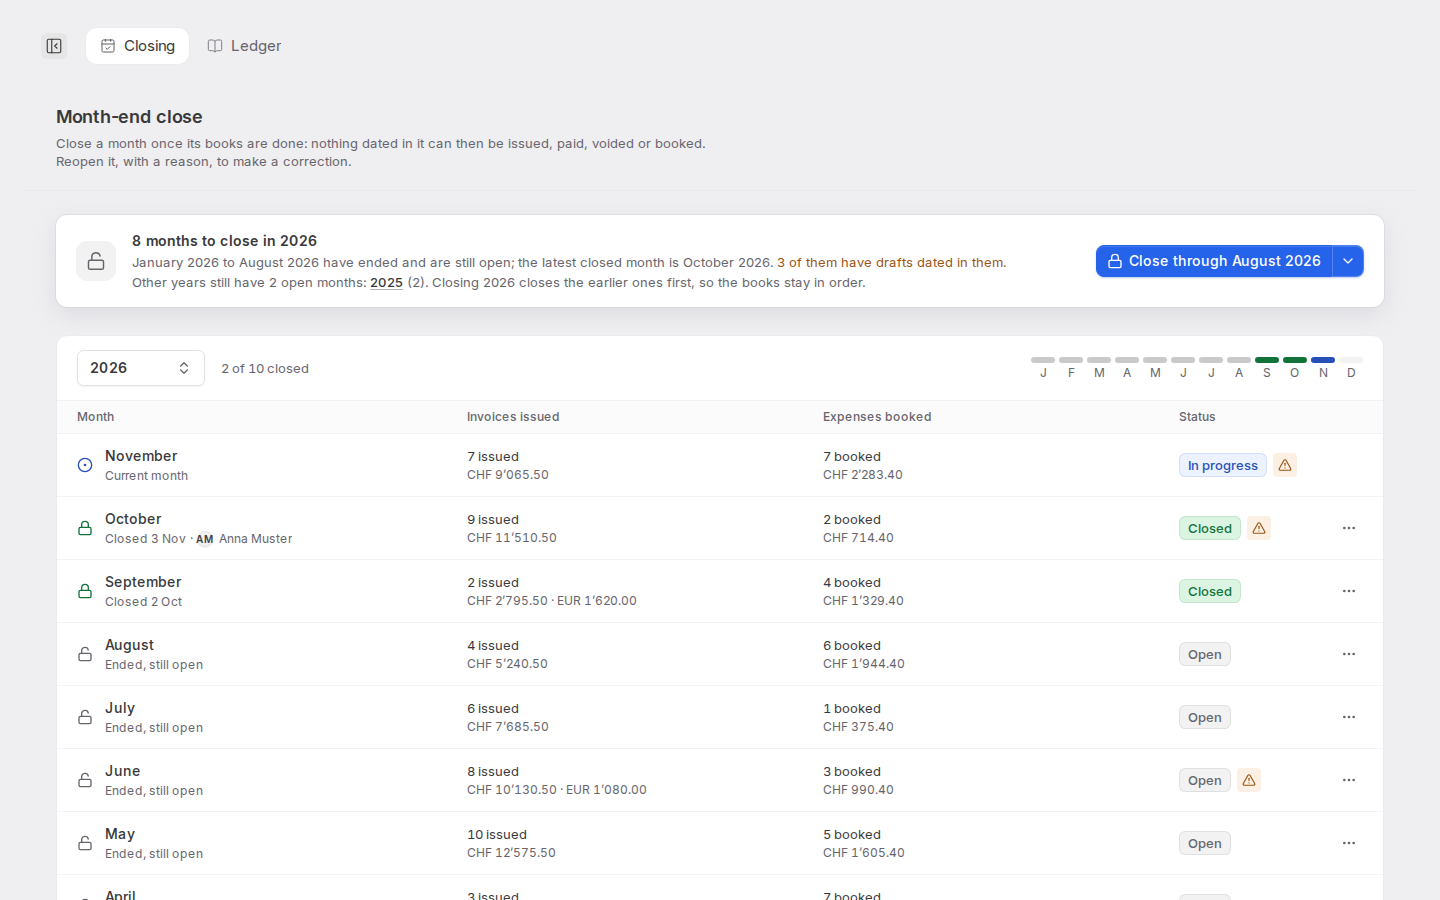 Closing
Ledger
Month-end close
Close a month once its books are done: nothing dated in it can then be issued, paid, voided or booked.
Reopen it, with a reason, to make a correction.
8 months to close in 2026
January 2026 to August 2026 have ended and are still open; the latest closed month is October 2026. 3 of them have drafts dated in them.
Other years still have 2 open months: 2025 (2). Closing 2026 closes the earlier ones first, so the books stay in order.
Close through August 2026
2026
2 of 10 closed
J F M A M J J A S O N D
Month Invoices issued Expenses booked Status
November 7 issued 7 booked
Current month CHF 9’065.50 CHF 2’283.40
In progress
October 9 issued 2 booked
Closed 3 Nov · AM Anna Muster CHF 11’510.50 CHF 714.40
Closed
September 2 issued 4 booked
Closed 2 Oct CHF 2’795.50 · EUR 1’620.00 CHF 1’329.40
Closed
August 4 issued 6 booked
Ended, still open CHF 5’240.50 CHF 1’944.40
Open
July 6 issued 1 booked
Ended, still open CHF 7’685.50 CHF 375.40
Open
June 8 issued 3 booked
Ended, still open CHF 10’130.50 · EUR 1’080.00 CHF 990.40
Open
May 10 issued 5 booked
Ended, still open CHF 12’575.50 CHF 1’605.40
Open
April 3 issued 7 booked